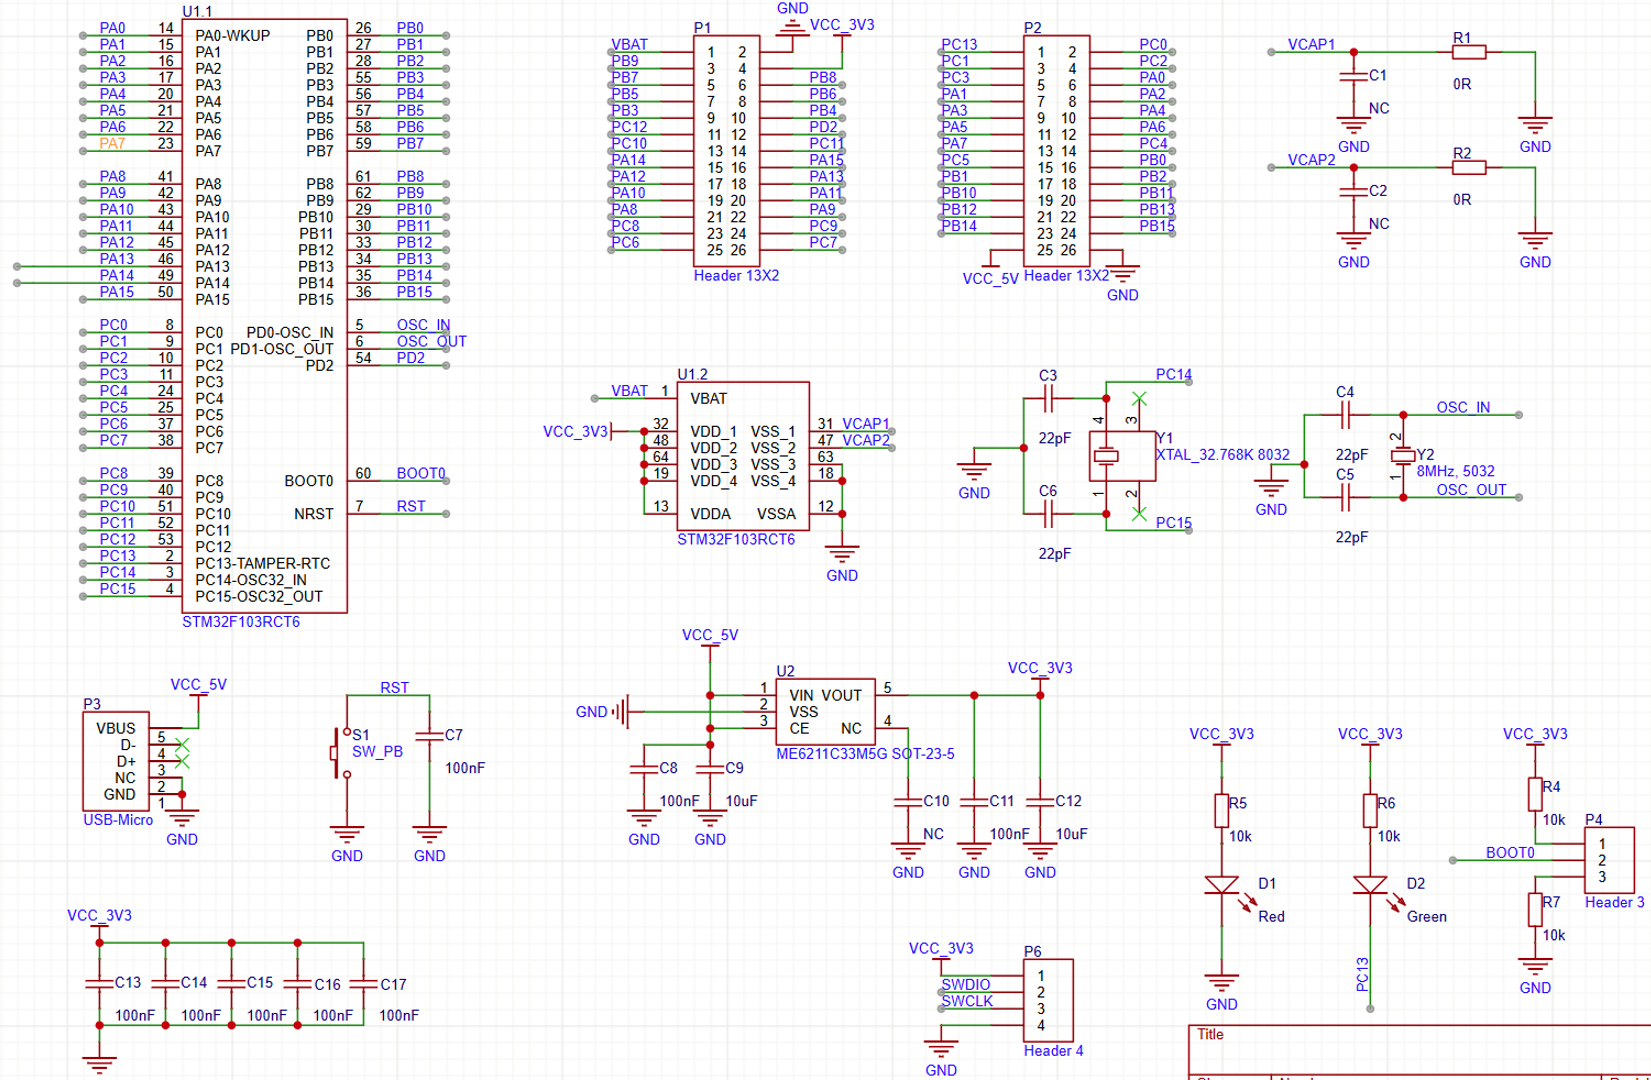 U1.1
PA0 14 PA0-WKUP PB0 26 PB0
PA1 15 PA1 PB1 27 PB1
PA2 16 PA2 PB2 28 PB2
PA3 17 PA3 PB3 55 PB3
PA4 20 PA4 PB4 56 PB4
PA5 21 PA5 PB5 57 PB5
PA6 22 PA6 PB6 58 PB6
PA7 23 PA7 PB7 59 PB7
PA8 41 PA8 PB8 61 PB8
PA9 42 PA9 PB9 62 PB9
PA10 43 PA10 PB10 29 PB10
PA11 44 PA11 PB11 30 PB11
PA12 45 PA12 PB12 33 PB12
PA13 46 PA13 PB13 34 PB13
PA14 49 PA14 PB14 35 PB14
PA15 50 PA15 PB15 36 PB15
PC0 8 PC0 PD0-OSC_IN 5 OSC_IN
PC1 9 PC1 PD1-OSC_OUT 6 OSC_OUT
PC2 10 PC2 PD2 54 PD2
PC3 11 PC3
PC4 24 PC4
PC5 25 PC5
PC6 37 PC6
PC7 38 PC7
PC8 39 PC8 BOOT0 60 BOOT0
PC9 40 PC9
PC10 51 PC10 NRST 7 RST
PC11 52 PC11
PC12 53 PC12
PC13 2 PC13-TAMPER-RTC
PC14 3 PC14-OSC32_IN
PC15 4 PC15-OSC32_OUT
STM32F103RCT6
GND
P1 VCC_3V3
VBAT 1 2
PB9 3 4
PB7 5 6 PB8
PB5 7 8 PB6
PB3 9 10 PB4
PC12 11 12 PD2
PC10 13 14 PC11
PA14 15 16 PA15
PA12 17 18 PA13
PA10 19 20 PA11
PA8 21 22 PA9
PC8 23 24 PC9
PC6 25 26 PC7
Header 13X2
P2
PC13 1 2 PC0
PC1 3 4 PC2
PC3 5 6 PA0
PA1 7 8 PA2
PA3 9 10 PA4
PA5 11 12 PA6
PA7 13 14 PC4
PC5 15 16 PB0
PB1 17 18 PB2
PB10 19 20 PB11
PB12 21 22 PB13
PB14 23 24 PB15
25 26
VCC_5V Header 13X2
GND
VCAP1 R1
C1 0R
NC
GND GND
VCAP2 R2
C2 0R
NC
GND GND
U1.2
VBAT 1 VBAT
VCC_3V3 32 VDD_1 VSS_1 31 VCAP1
48 VDD_2 VSS_2 47 VCAP2
64 VDD_3 VSS_3 63
19 VDD_4 VSS_4 18
13 VDDA VSSA 12
STM32F103RCT6
GND
C3 PC14
4 3
22pF Y1
XTAL_32.768K 8032
GND
C6 1 2
PC15
22pF
C4 OSC_IN
2
22pF Y2
C5 1 8MHz, 5032
OSC_OUT
GND
22pF
P3 VCC_5V
VBUS
D- 5
D+ 4
NC 3
GND 2
1
USB-Micro
GND
RST
S1 C7
SW_PB
100nF
GND GND
VCC_5V
U2 VCC_3V3
1 VIN VOUT 5
GND 2 VSS
3 CE NC 4
ME6211C33M5G SOT-23-5
C8 C9
100nF 10uF
GND GND
C10 C11 C12
NC 100nF 10uF
GND GND GND
VCC_3V3 VCC_3V3 VCC_3V3
R5 R6 R4
10k 10k 10k
P4
1
BOOT0 2
3
Header 3
D1 D2 R7
Red Green 10k
PC13
GND GND
VCC_3V3
C13 C14 C15 C16 C17
100nF 100nF 100nF 100nF 100nF
VCC_3V3 P6
1
SWDIO 2
SWCLK 3
4
Header 4
GND
Title